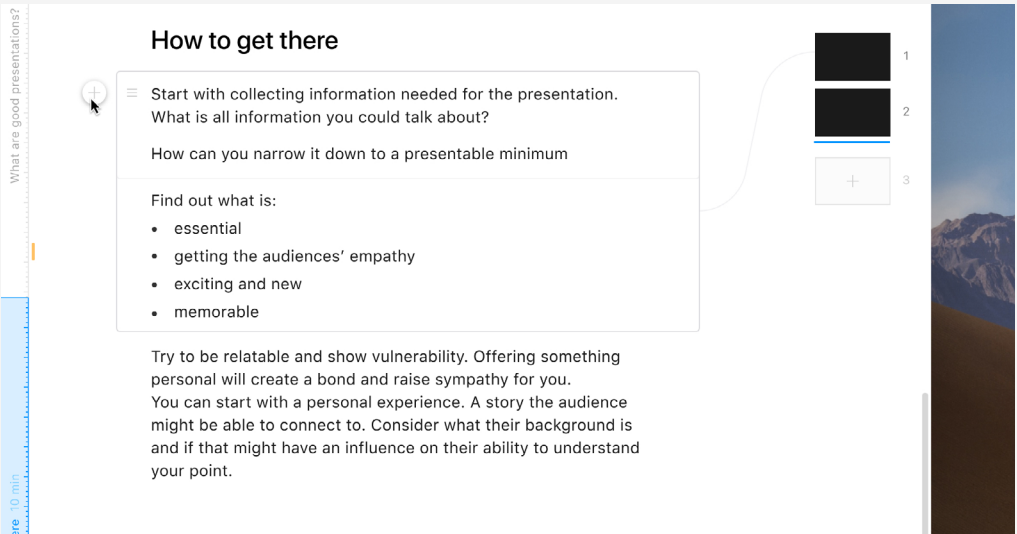 What are good presentations?
10 min
How to get there
Start with collecting information needed for the presentation.
What is all information you could talk about?
How can you narrow it down to a presentable minimum
Find out what is:
• essential
• getting the audiences’ empathy
• exciting and new
• memorable
Try to be relatable and show vulnerability. Offering something
personal will create a bond and raise sympathy for you.
You can start with a personal experience. A story the audience
might be able to connect to. Consider what their background is
and if that might have an influence on their ability to understand
your point.
1
2
3